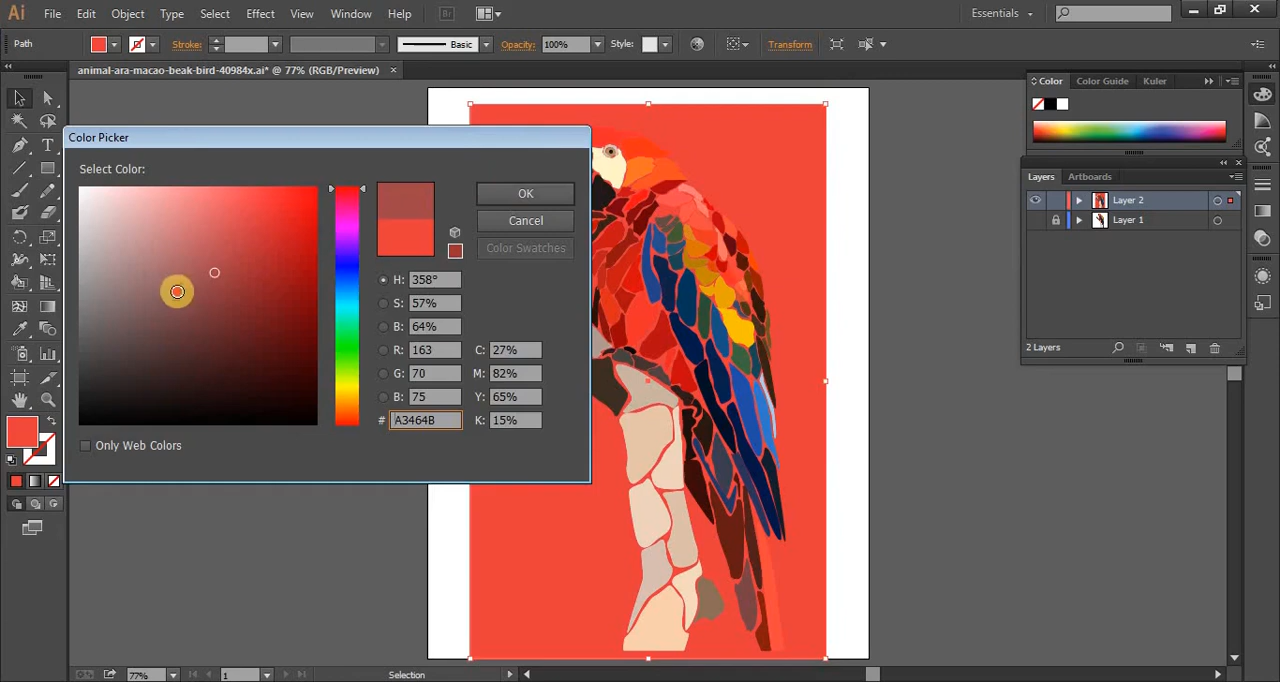 Ai File Edit Object Type Select Effect View Window Help Br Essentials
Path Stroke: Basic Opacity: 100% Style: Transform
animal-ara-macao-beak-bird-40984x.ai* @ 77% (RGB/Preview)
Color Color Guide Kuler
Color Picker
Select Color:
OK
Cancel
Color Swatches
H: 358°
S: 57%
B: 64%
R: 163 C: 27%
G: 70 M: 82%
B: 75 Y: 65%
# A3464B K: 15%
Only Web Colors
Layers Artboards
Layer 2
Layer 1
2 Layers
77% 1 Selection